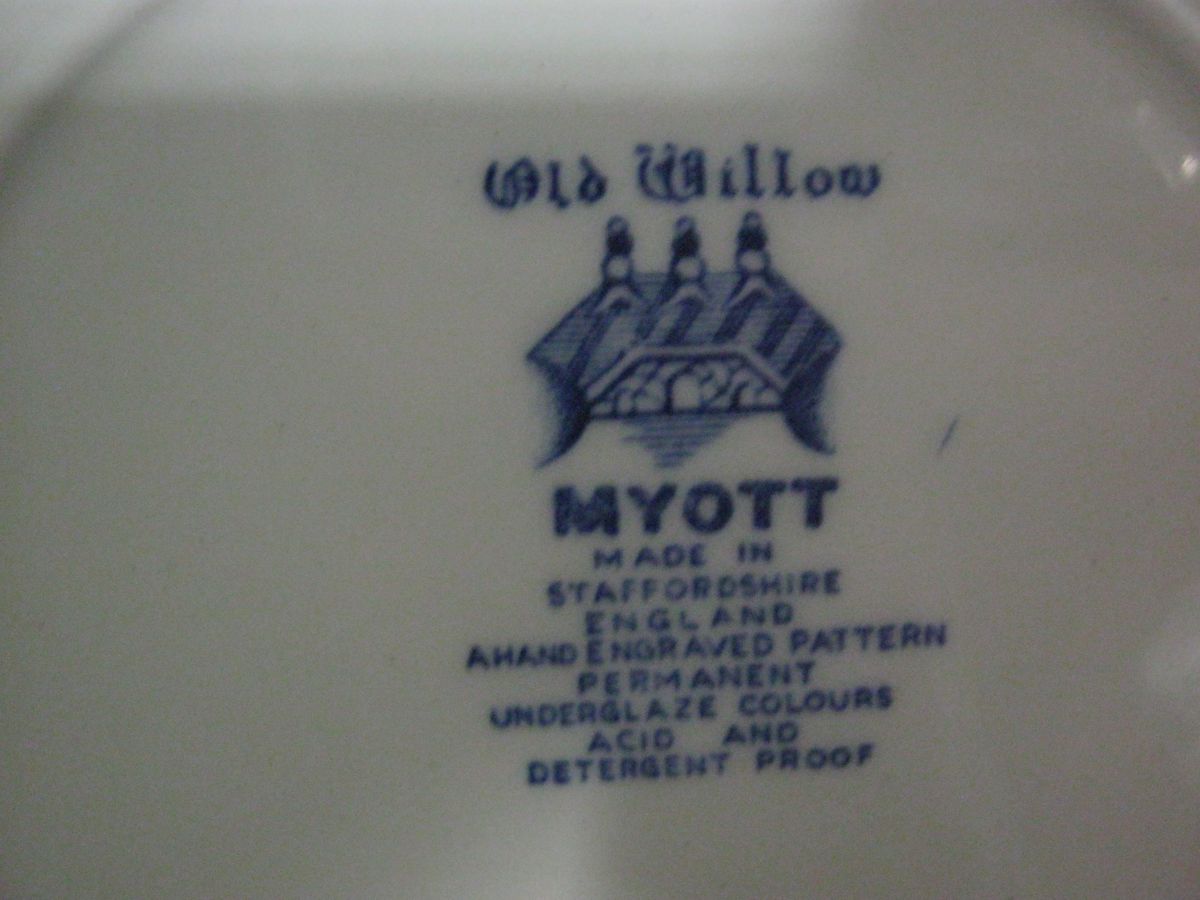 Old Willow
MYOTT
MADE IN
STAFFORDSHIRE
ENGLAND
A HAND ENGRAVED PATTERN
PERMANENT
UNDERGLAZE COLOURS
ACID AND
DETERGENT PROOF